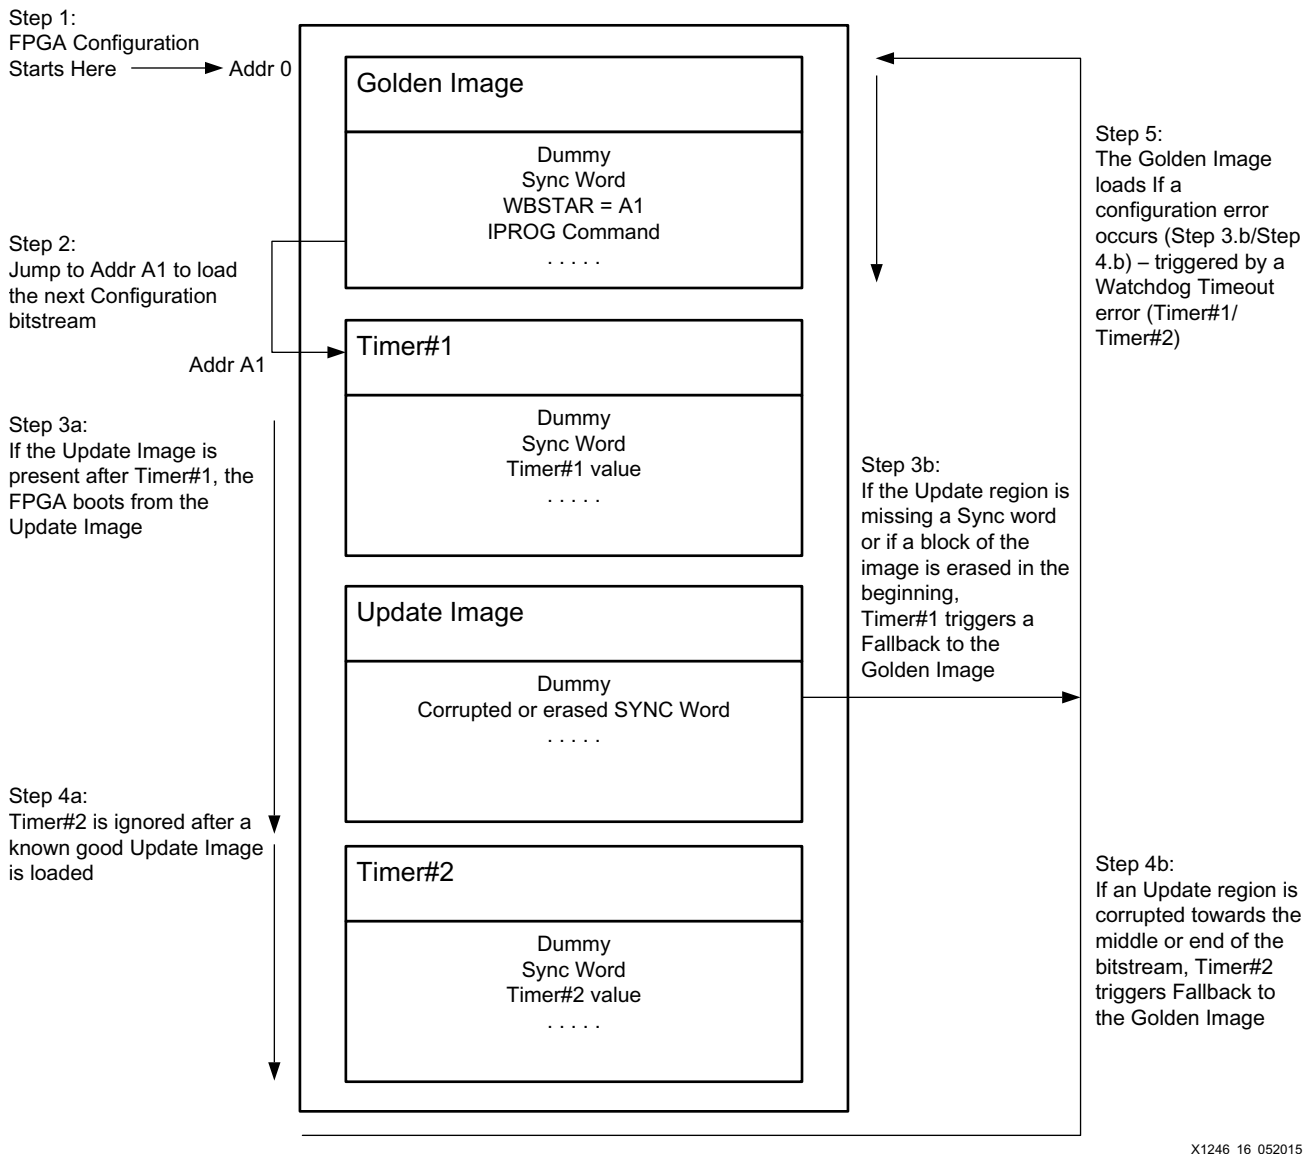 Step 1:
FPGA Configuration
Starts Here
Addr 0
Golden Image
Dummy
Sync Word
WBSTAR = A1
IPROG Command
. . . . .
Step 2:
Jump to Addr A1 to load
the next Configuration
bitstream
Addr A1
Timer#1
Dummy
Sync Word
Timer#1 value
. . . . .
Step 3a:
If the Update Image is
present after Timer#1, the
FPGA boots from the
Update Image
Update Image
Dummy
Corrupted or erased SYNC Word
. . . . .
Step 3b:
If the Update region is
missing a Sync word
or if a block of the
image is erased in the
beginning,
Timer#1 triggers a
Fallback to the
Golden Image
Step 4a:
Timer#2 is ignored after a
known good Update Image
is loaded
Timer#2
Dummy
Sync Word
Timer#2 value
. . . . .
Step 4b:
If an Update region is
corrupted towards the
middle or end of the
bitstream, Timer#2
triggers Fallback to
the Golden Image
Step 5:
The Golden Image
loads If a
configuration error
occurs (Step 3.b/Step
4.b) – triggered by a
Watchdog Timeout
error (Timer#1/
Timer#2)
X1246_16_052015